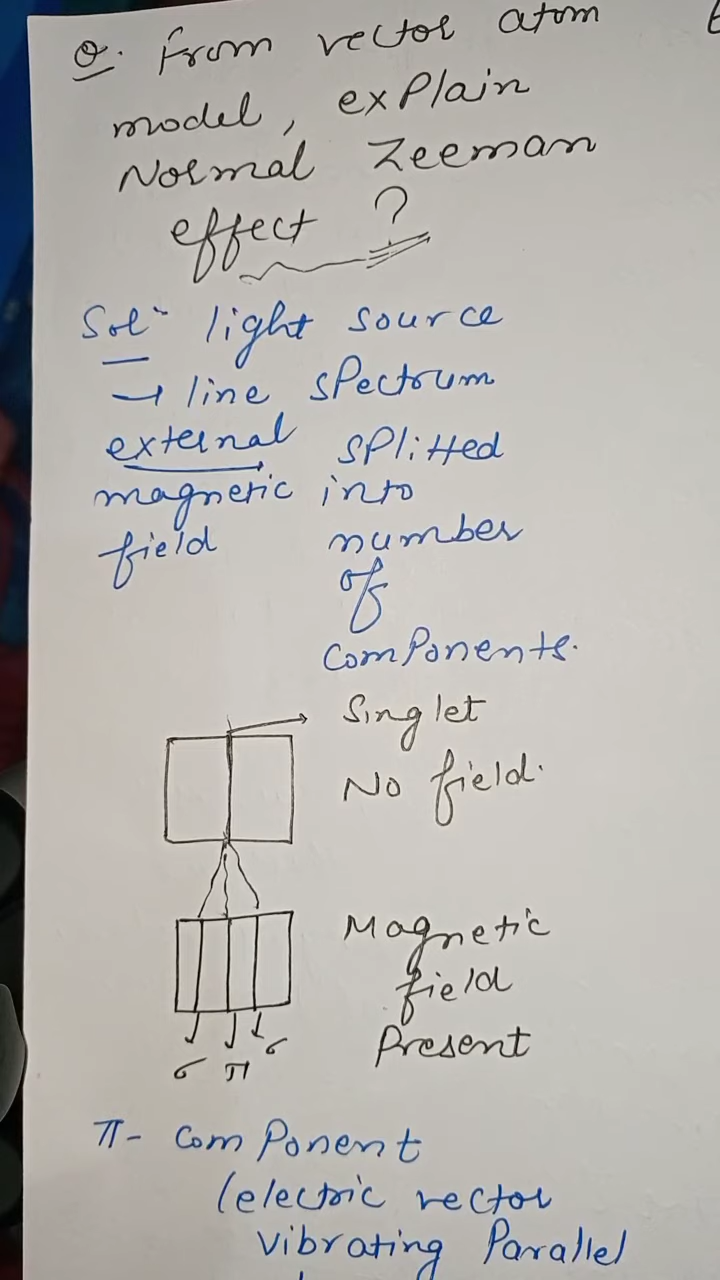 Q. From vector atom
model, explain
Normal Zeeman
effect ?
Solⁿ light source
→ line spectrum
external splitted
magnetic into
field number
of
components.
Singlet
No field.
Magnetic
field
Present
σ π σ
π- component
(electric vector
vibrating Parallel